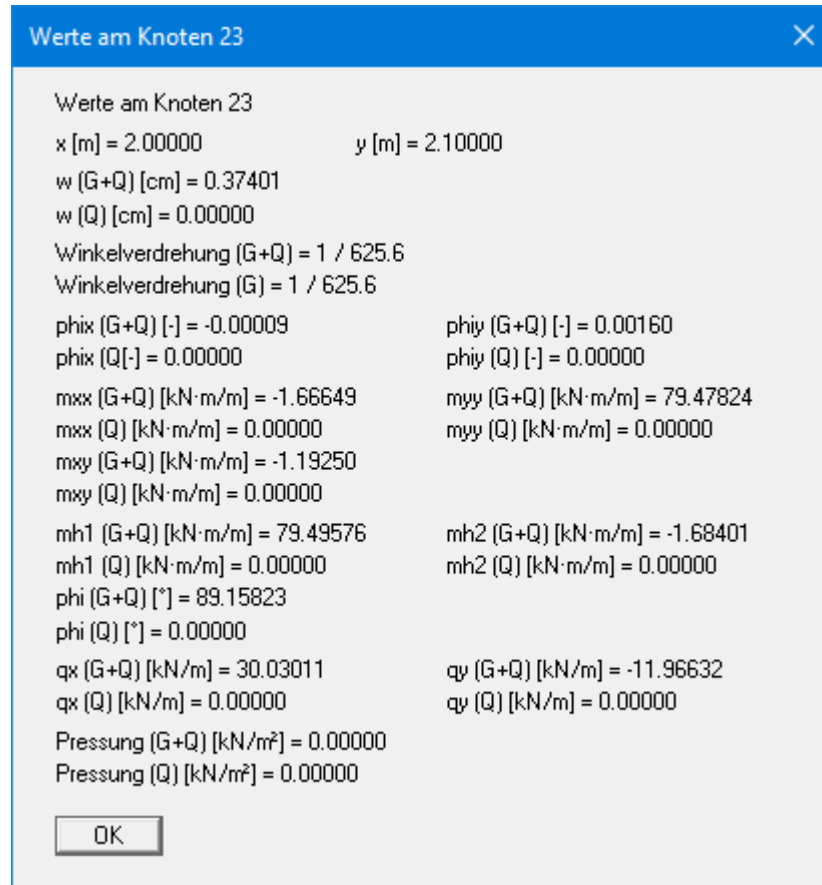 Werte am Knoten 23
Werte am Knoten 23
x [m] = 2.00000 y [m] = 2.10000
w (G+Q) [cm] = 0.37401
w (Q) [cm] = 0.00000
Winkelverdrehung (G+Q) = 1 / 625.6
Winkelverdrehung (G) = 1 / 625.6
phix (G+Q) [-] = -0.00009 phiy (G+Q) [-] = 0.00160
phix (Q[-] = 0.00000 phiy (Q) [-] = 0.00000
mxx (G+Q) [kN·m/m] = -1.66649 myy (G+Q) [kN·m/m] = 79.47824
mxx (Q) [kN·m/m] = 0.00000 myy (Q) [kN·m/m] = 0.00000
mxy (G+Q) [kN·m/m] = -1.19250
mxy (Q) [kN·m/m] = 0.00000
mh1 (G+Q) [kN·m/m] = 79.49576 mh2 (G+Q) [kN·m/m] = -1.68401
mh1 (Q) [kN·m/m] = 0.00000 mh2 (Q) [kN·m/m] = 0.00000
phi (G+Q) [°] = 89.15823
phi (Q) [°] = 0.00000
qx (G+Q) [kN/m] = 30.03011 qy (G+Q) [kN/m] = -11.96632
qx (Q) [kN/m] = 0.00000 qy (Q) [kN/m] = 0.00000
Pressung (G+Q) [kN/m²] = 0.00000
Pressung (Q) [kN/m²] = 0.00000
OK